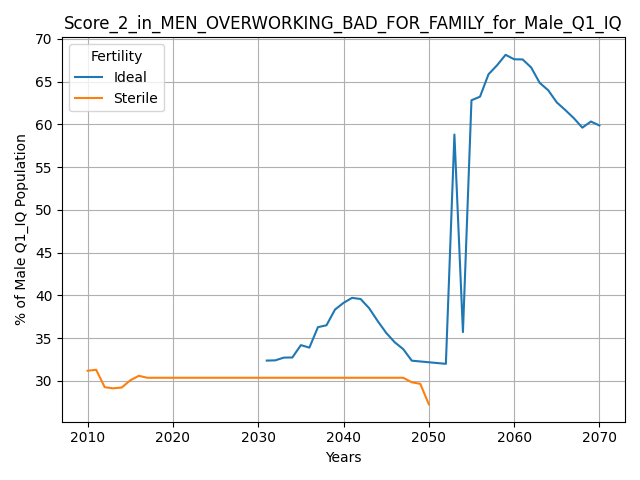 Score_2_in_MEN_OVERWORKING_BAD_FOR_FAMILY_for_Male_Q1_IQ
Fertility
Ideal
Sterile
% of Male Q1_IQ Population
70
65
60
55
50
45
40
35
30
2010 2020 2030 2040 2050 2060 2070
Years